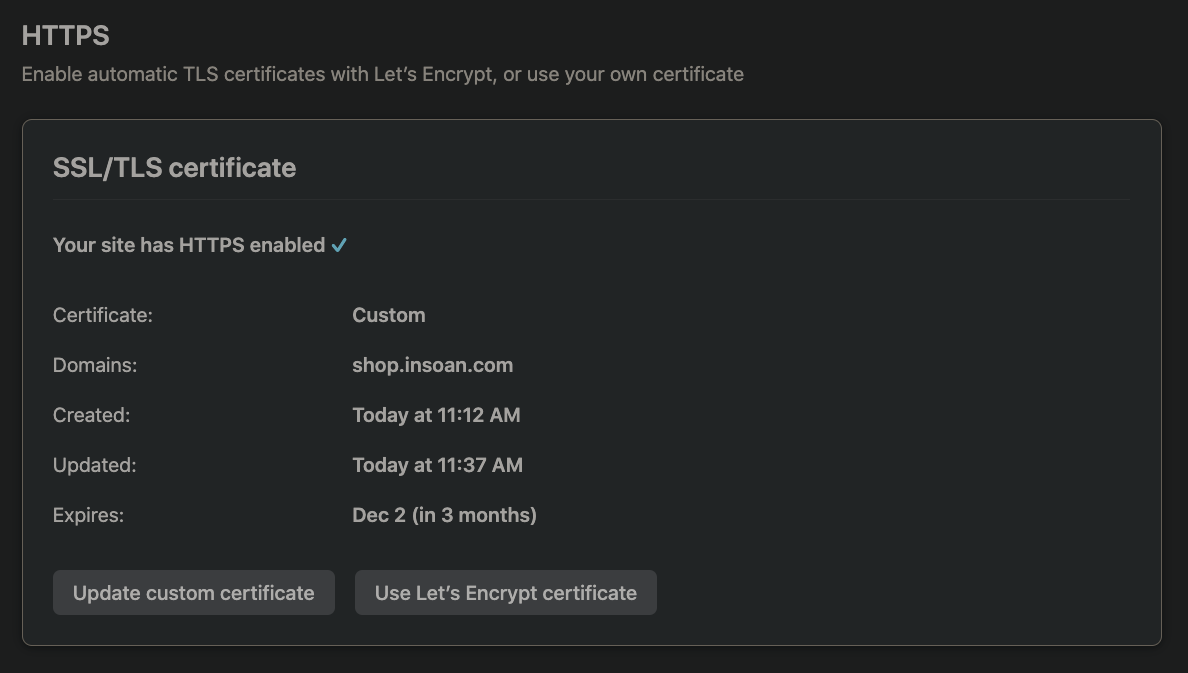 HTTPS
Enable automatic TLS certificates with Let’s Encrypt, or use your own certificate
SSL/TLS certificate
Your site has HTTPS enabled ✓
Certificate: Custom
Domains: shop.insoan.com
Created: Today at 11:12 AM
Updated: Today at 11:37 AM
Expires: Dec 2 (in 3 months)
Update custom certificate Use Let’s Encrypt certificate